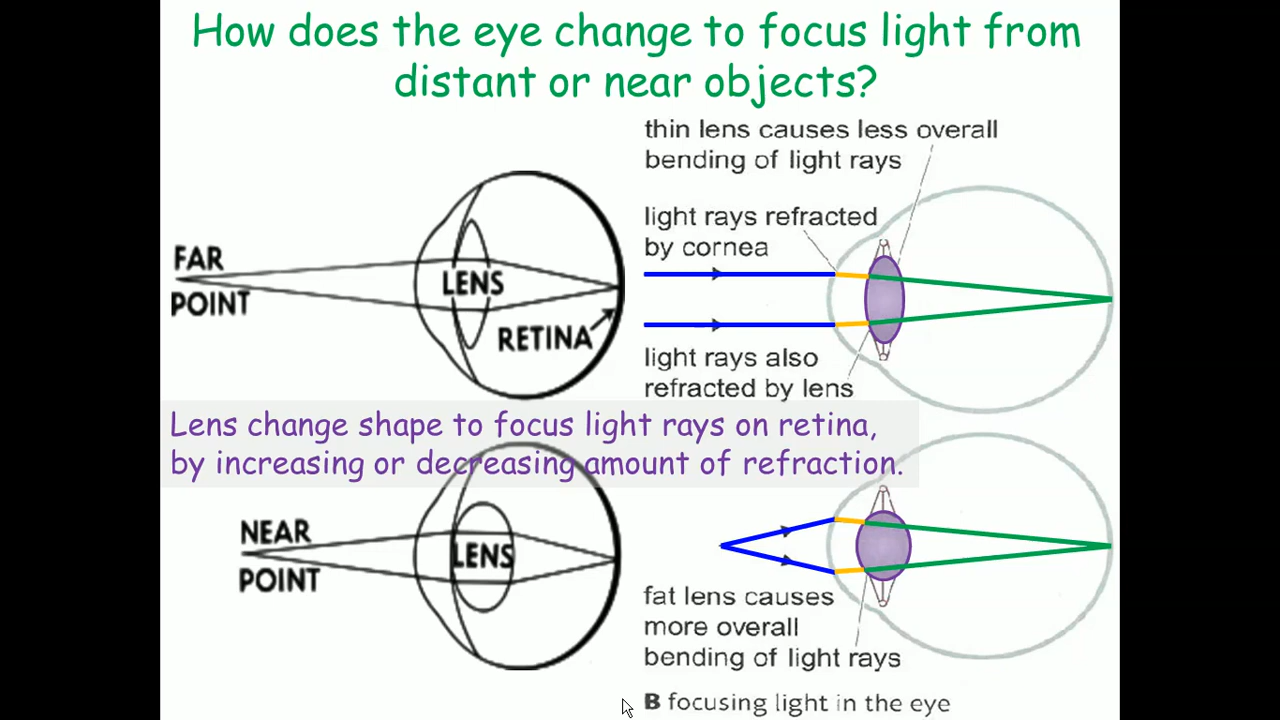 How does the eye change to focus light from
distant or near objects?
FAR
POINT
LENS
RETINA
thin lens causes less overall
bending of light rays
light rays refracted
by cornea
light rays also
refracted by lens
Lens change shape to focus light rays on retina,
by increasing or decreasing amount of refraction.
NEAR
POINT
LENS
fat lens causes
more overall
bending of light rays
B focusing light in the eye